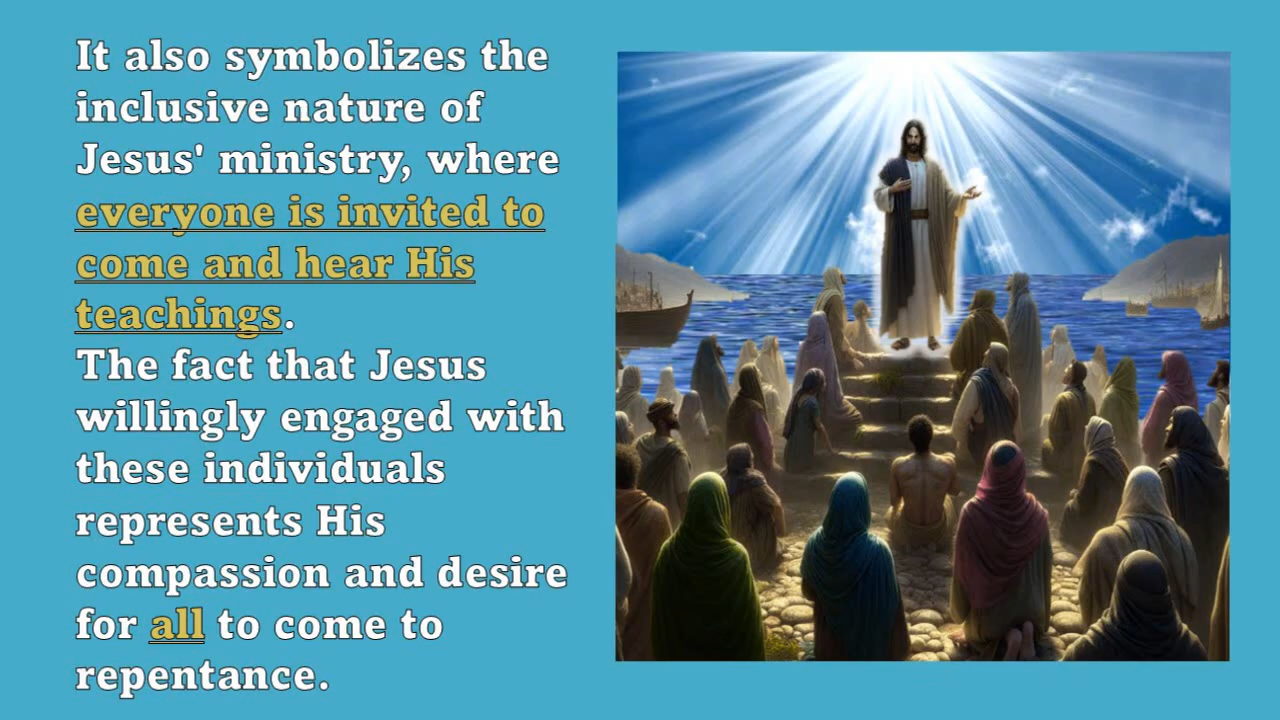 It also symbolizes the
inclusive nature of
Jesus' ministry, where
everyone is invited to
come and hear His
teachings.
The fact that Jesus
willingly engaged with
these individuals
represents His
compassion and desire
for all to come to
repentance.